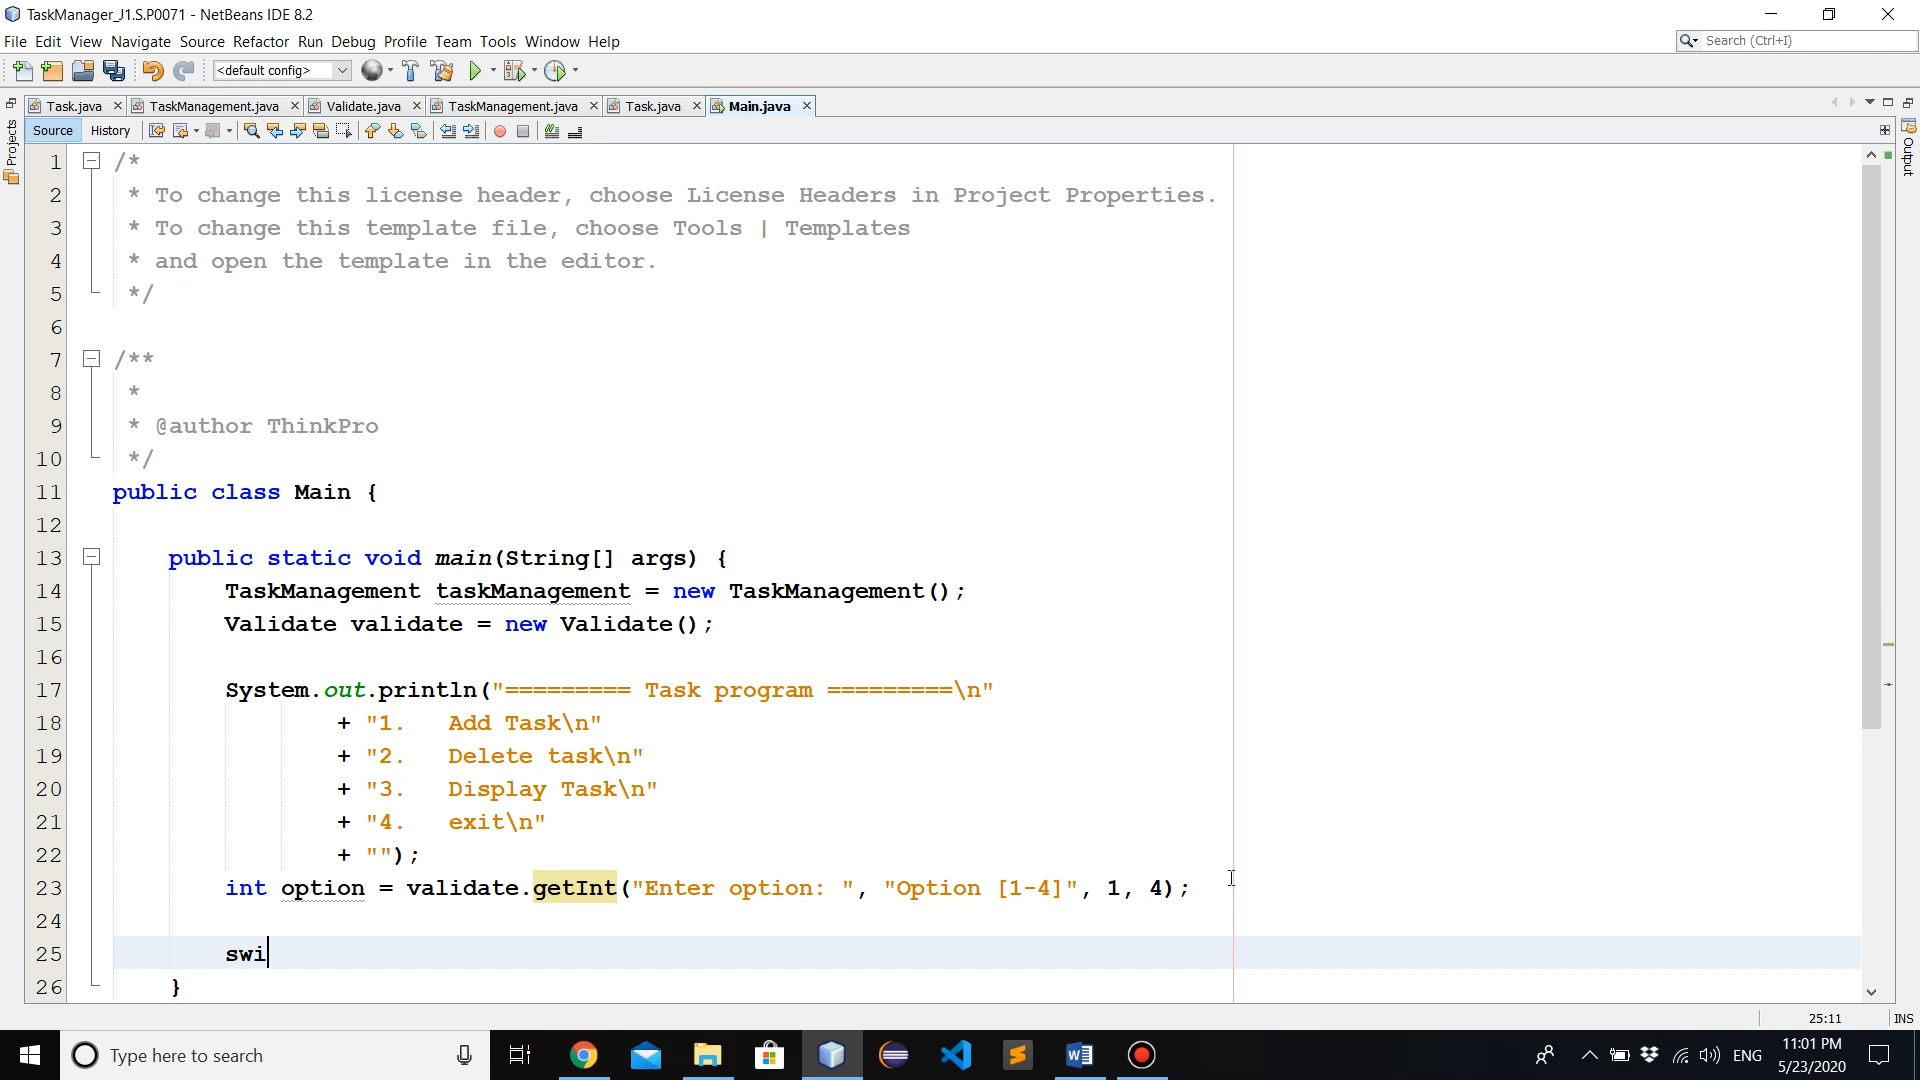 TaskManager_J1.S.P0071 - NetBeans IDE 8.2
File Edit View Navigate Source Refactor Run Debug Profile Team Tools Window Help
Search (Ctrl+I)
<default config>
Task.java TaskManagement.java Validate.java TaskManagement.java Task.java Main.java
Source History
Projects
Output
1 /*
2 * To change this license header, choose License Headers in Project Properties.
3 * To change this template file, choose Tools | Templates
4 * and open the template in the editor.
5 */
6
7 /**
8 *
9 * @author ThinkPro
10 */
11 public class Main {
12
13 public static void main(String[] args) {
14 TaskManagement taskManagement = new TaskManagement();
15 Validate validate = new Validate();
16
17 System.out.println("========= Task program =========\n"
18 + "1.   Add Task\n"
19 + "2.   Delete task\n"
20 + "3.   Display Task\n"
21 + "4.   exit\n"
22 + "");
23 int option = validate.getInt("Enter option: ", "Option [1-4]", 1, 4);
24
25 swi
26 }
25:11 INS
Type here to search
ENG
11:01 PM
5/23/2020